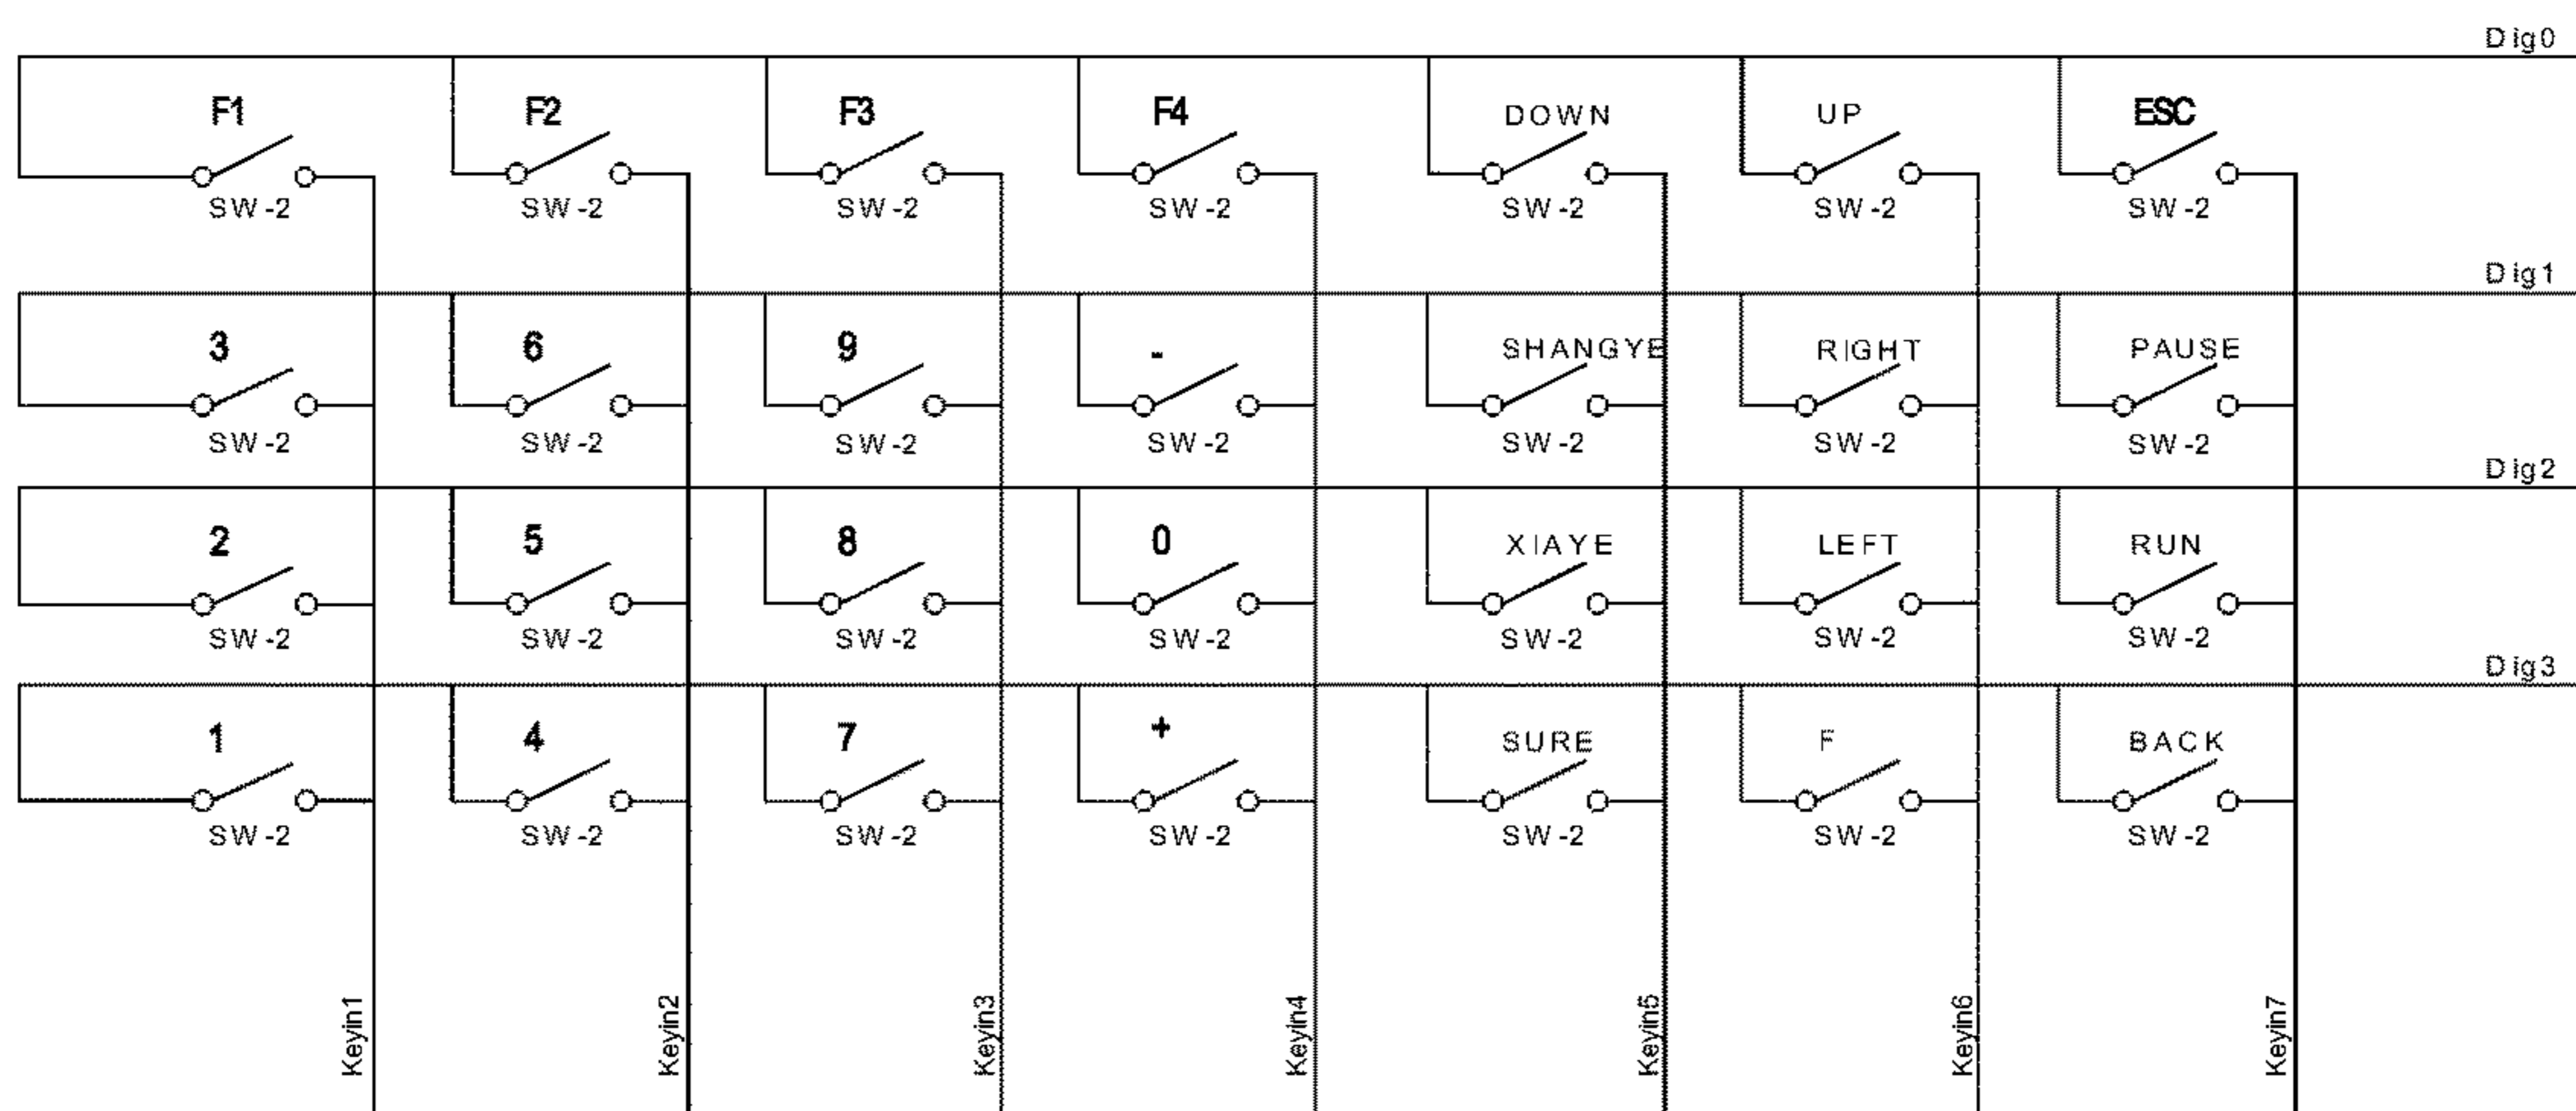 Dig0
F1 F2 F3 F4 DOWN UP ESC
SW-2 SW-2 SW-2 SW-2 SW-2 SW-2 SW-2
Dig1
3 6 9 - SHANGYE RIGHT PAUSE
SW-2 SW-2 SW-2 SW-2 SW-2 SW-2 SW-2
Dig2
2 5 8 0 XIAYE LEFT RUN
SW-2 SW-2 SW-2 SW-2 SW-2 SW-2 SW-2
Dig3
1 4 7 + SURE F BACK
SW-2 SW-2 SW-2 SW-2 SW-2 SW-2 SW-2
Keyin1 Keyin2 Keyin3 Keyin4 Keyin5 Keyin6 Keyin7